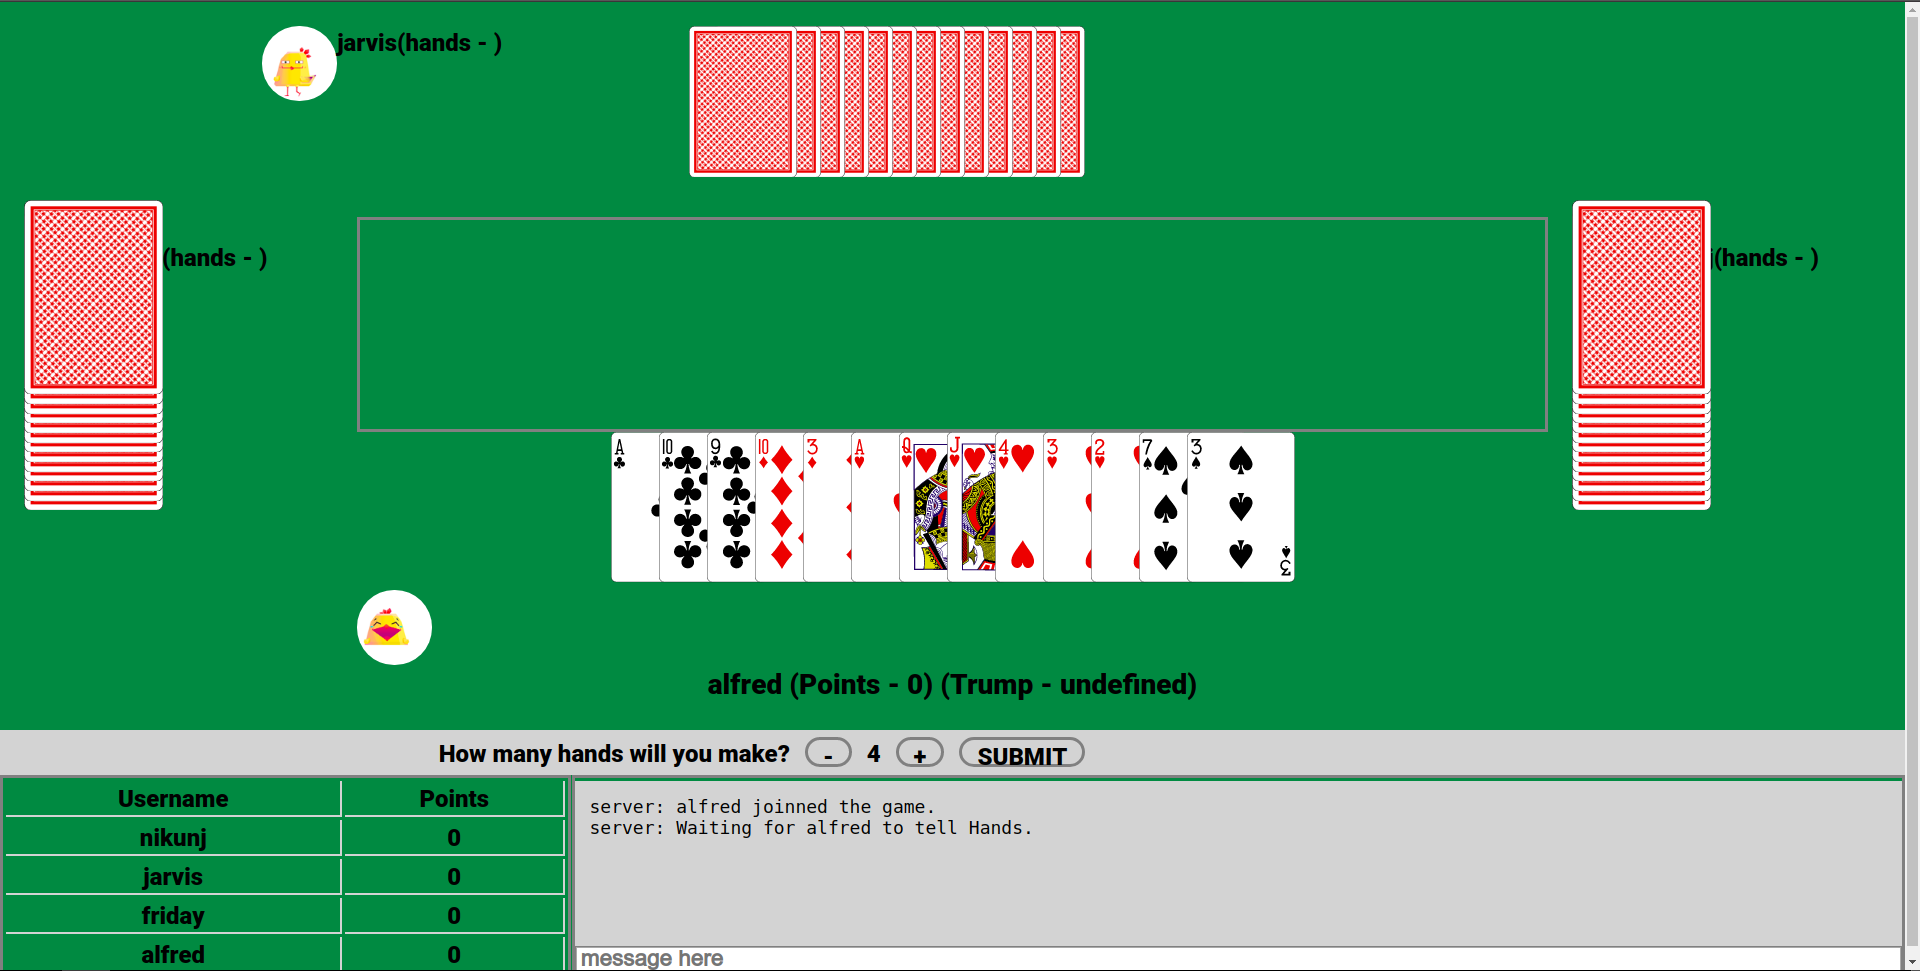 jarvis(hands - )
(hands - )
j(hands - )
A 10 9 10 3 A Q J 4 3 2 7 3
3
alfred (Points - 0) (Trump - undefined)
How many hands will you make? - 4 + SUBMIT
Username Points
nikunj 0
jarvis 0
friday 0
alfred 0
server: alfred joinned the game.
server: Waiting for alfred to tell Hands.
message here